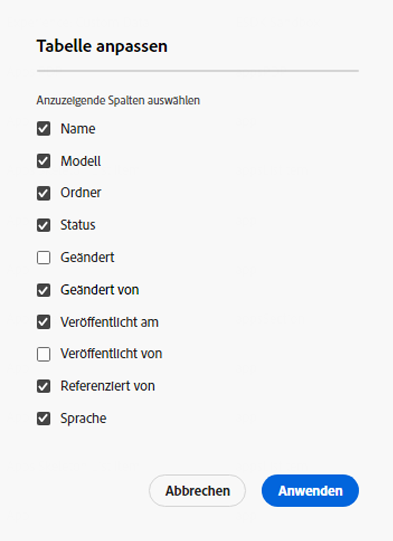 Tabelle anpassen
Anzuzeigende Spalten auswählen
Name
Modell
Ordner
Status
Geändert
Geändert von
Veröffentlicht am
Veröffentlicht von
Referenziert von
Sprache
Abbrechen Anwenden